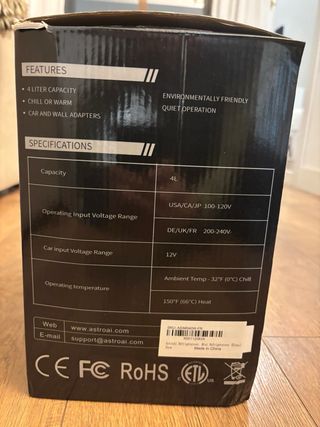 FEATURES
• 4 LITER CAPACITY
• CHILL OR WARM
• CAR AND WALL ADAPTERS
ENVIRONMENTALLY FRIENDLY
QUIET OPERATION
SPECIFICATIONS
Capacity 4L
Operating Input Voltage Range USA/CA/JP 100-120V
DE/UK/FR 200-240V
Car input Voltage Range 12V
Operating temperature Ambient Temp - 32°F (0°C) Chill
150°F (66°C) Heat
Web www.astroai.com
E-mail support@astroai.com
Made in China
CE FC RoHS ETL